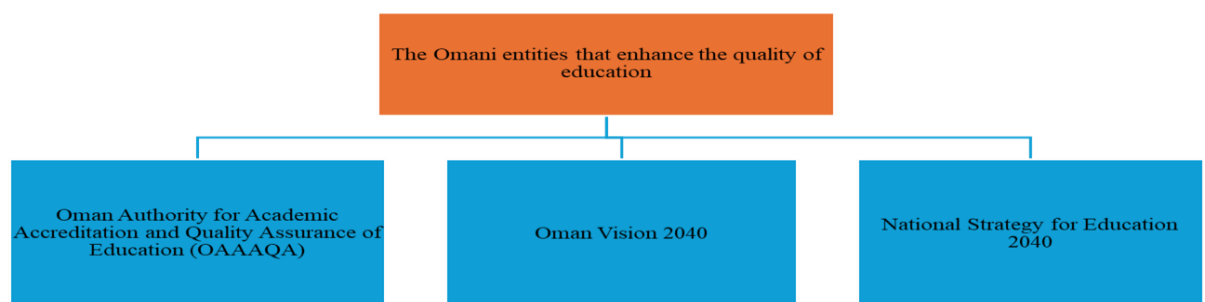 The Omani entities that enhance the quality of
education
Oman Authority for Academic
Accreditation and Quality Assurance of
Education (OAAAQA)
Oman Vision 2040
National Strategy for Education
2040